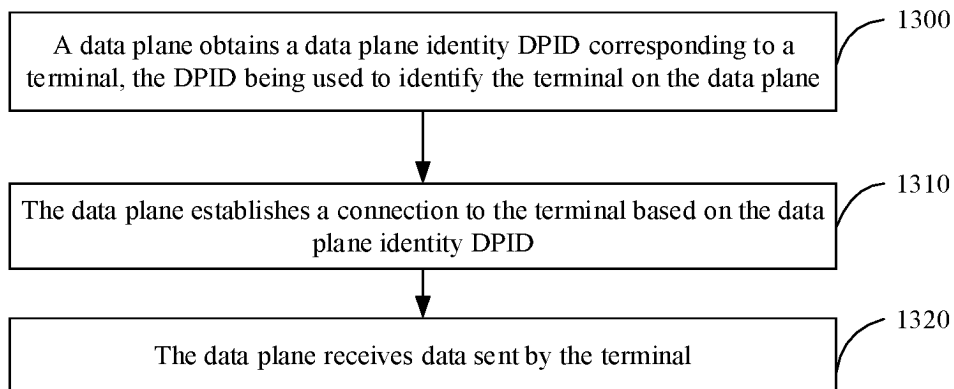 1300
A data plane obtains a data plane identity DPID corresponding to a
terminal, the DPID being used to identify the terminal on the data plane
1310
The data plane establishes a connection to the terminal based on the data
plane identity DPID
1320
The data plane receives data sent by the terminal